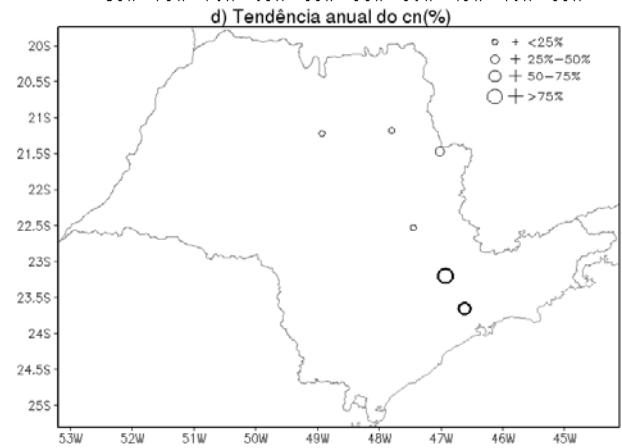 d) Tendência anual do cn(%)
<25%
25%-50%
50-75%
>75%
20S
20.5S
21S
21.5S
22S
22.5S
23S
23.5S
24S
24.5S
25S
53W 52W 51W 50W 49W 48W 47W 46W 45W